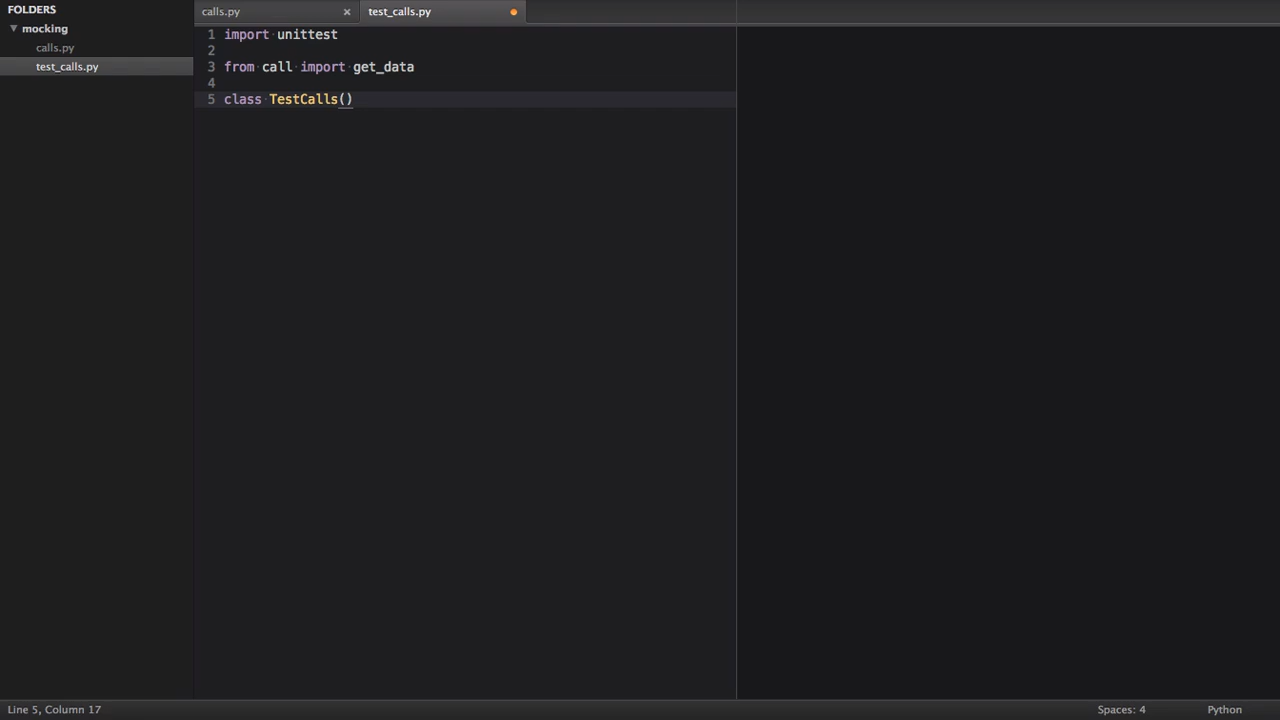 FOLDERS
mocking
calls.py
test_calls.py
calls.py ×
test_calls.py
1 import unittest
2
3 from call import get_data
4
5 class TestCalls()
Line 5, Column 17
Spaces: 4
Python